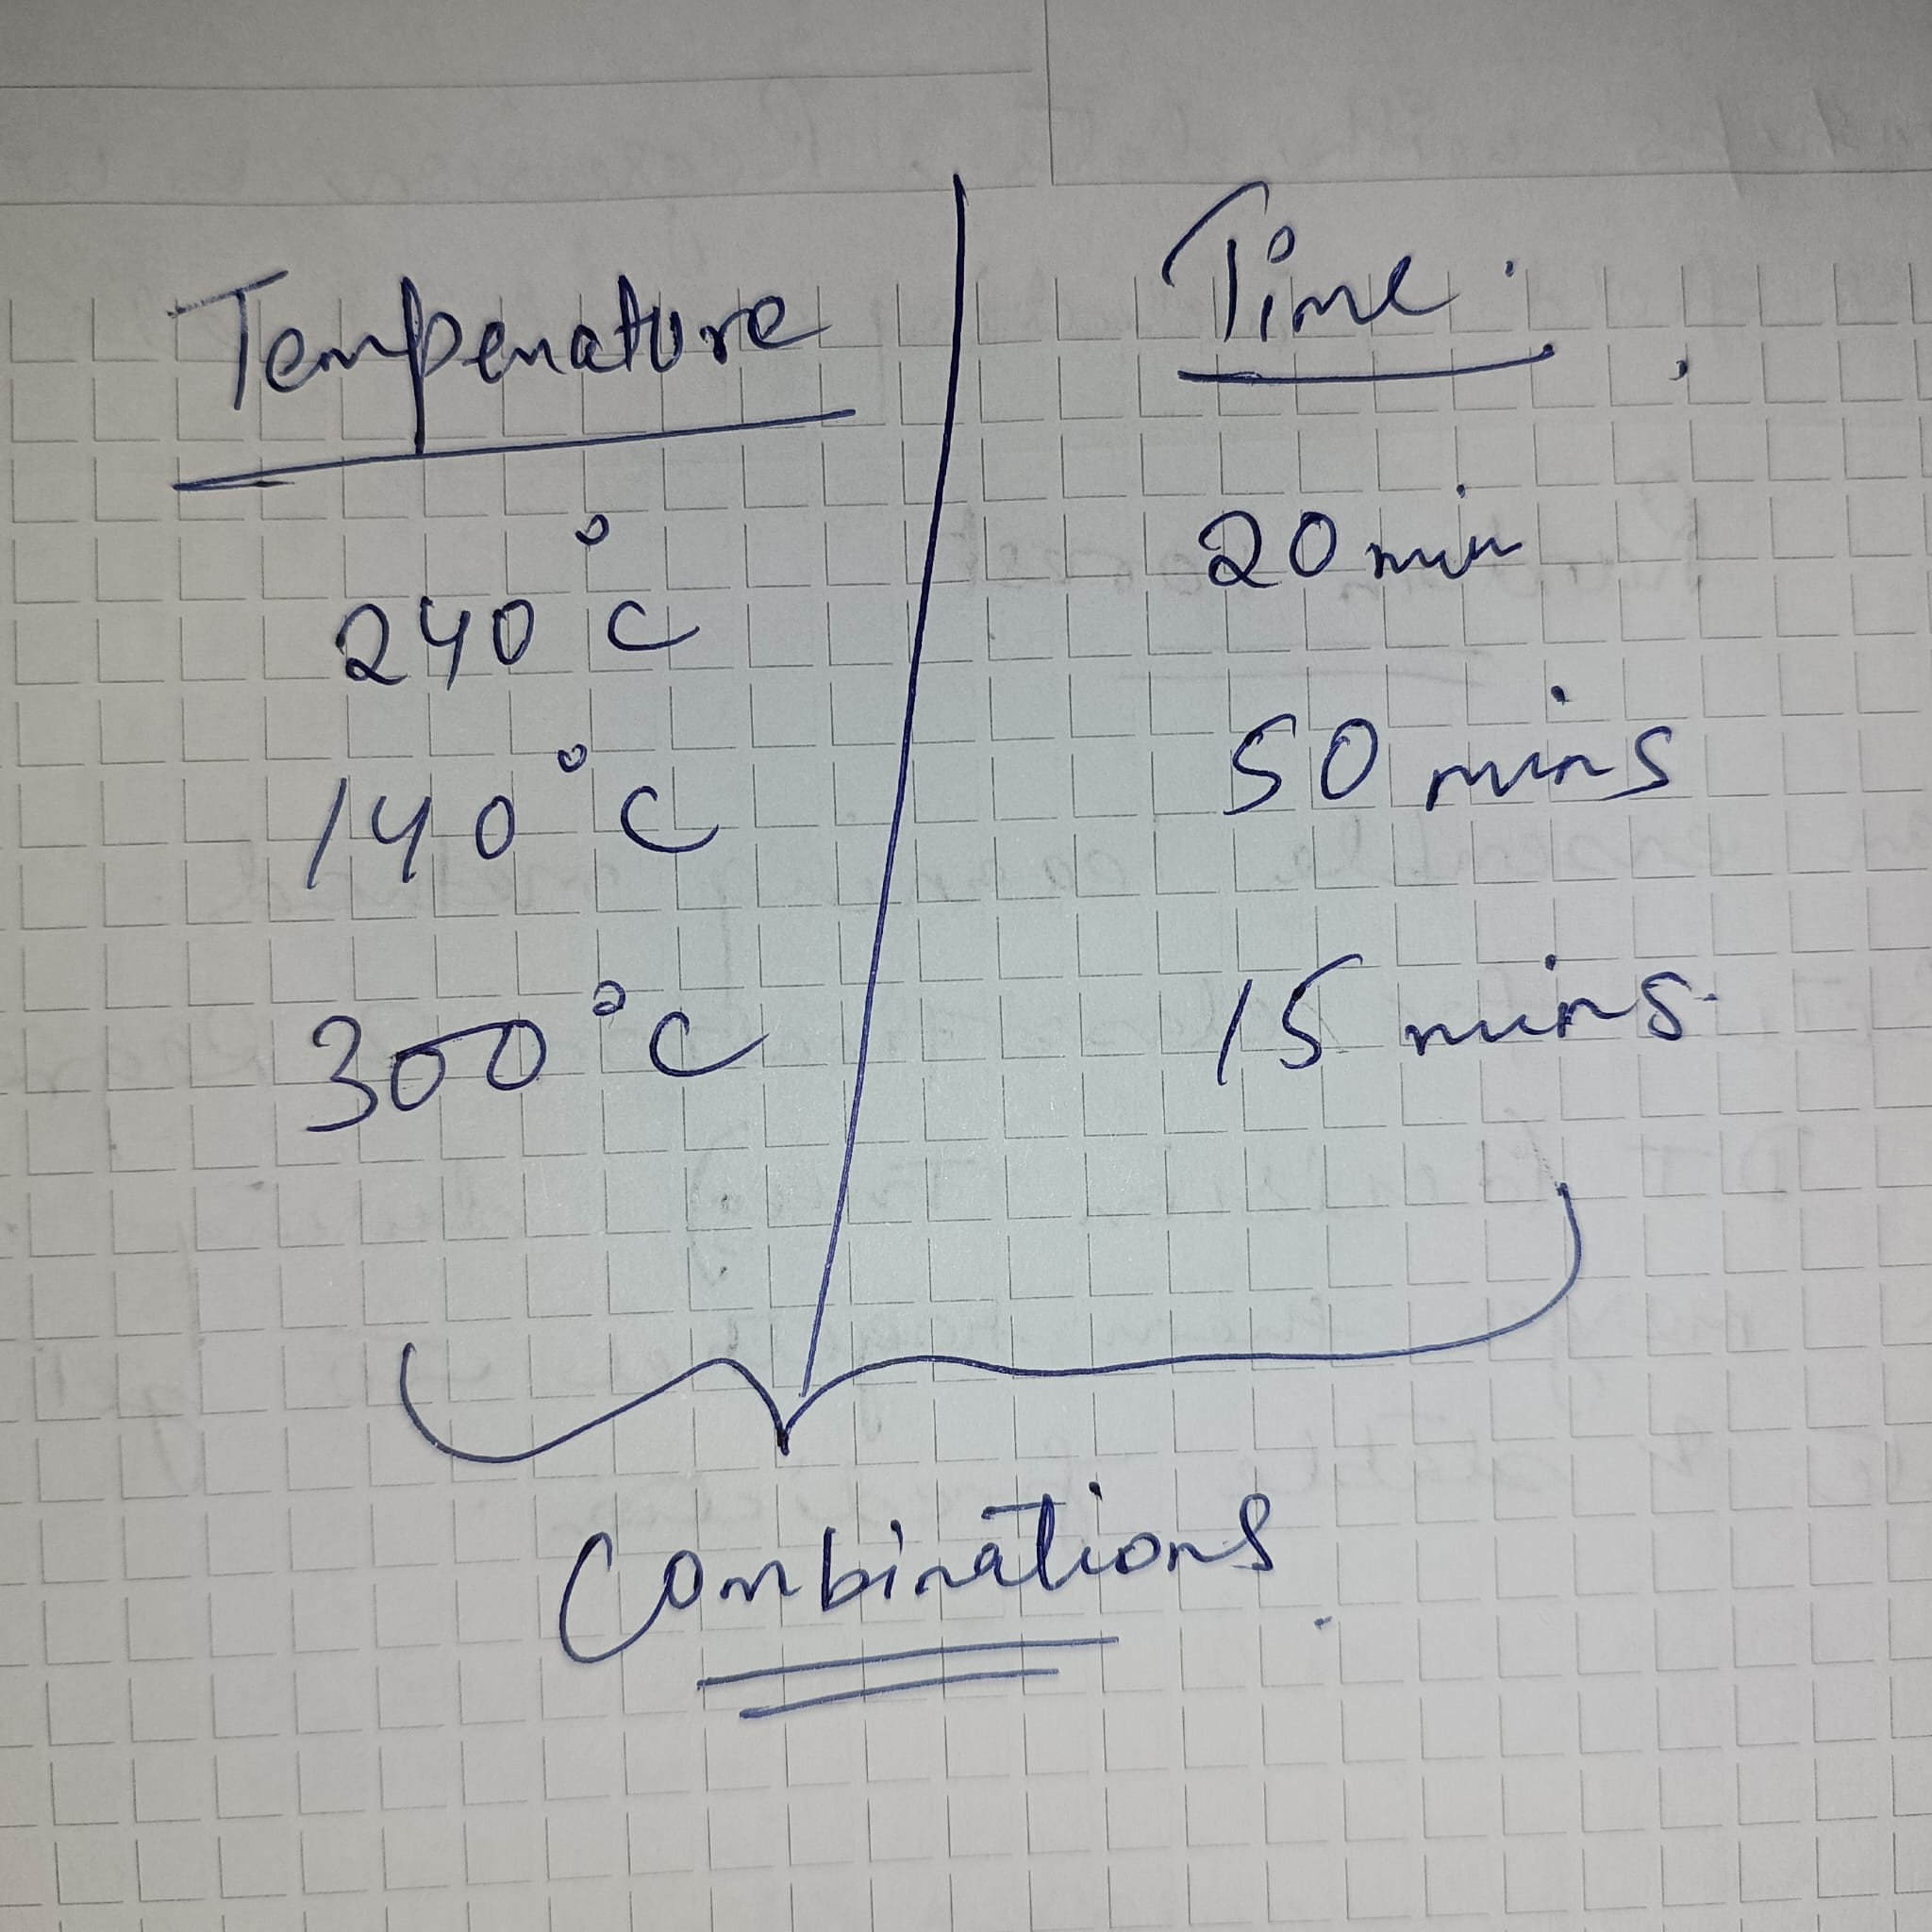 Temperature Time.
240°C 20 min
140°C 50 mins
300°C 15 mins.
Combinations.